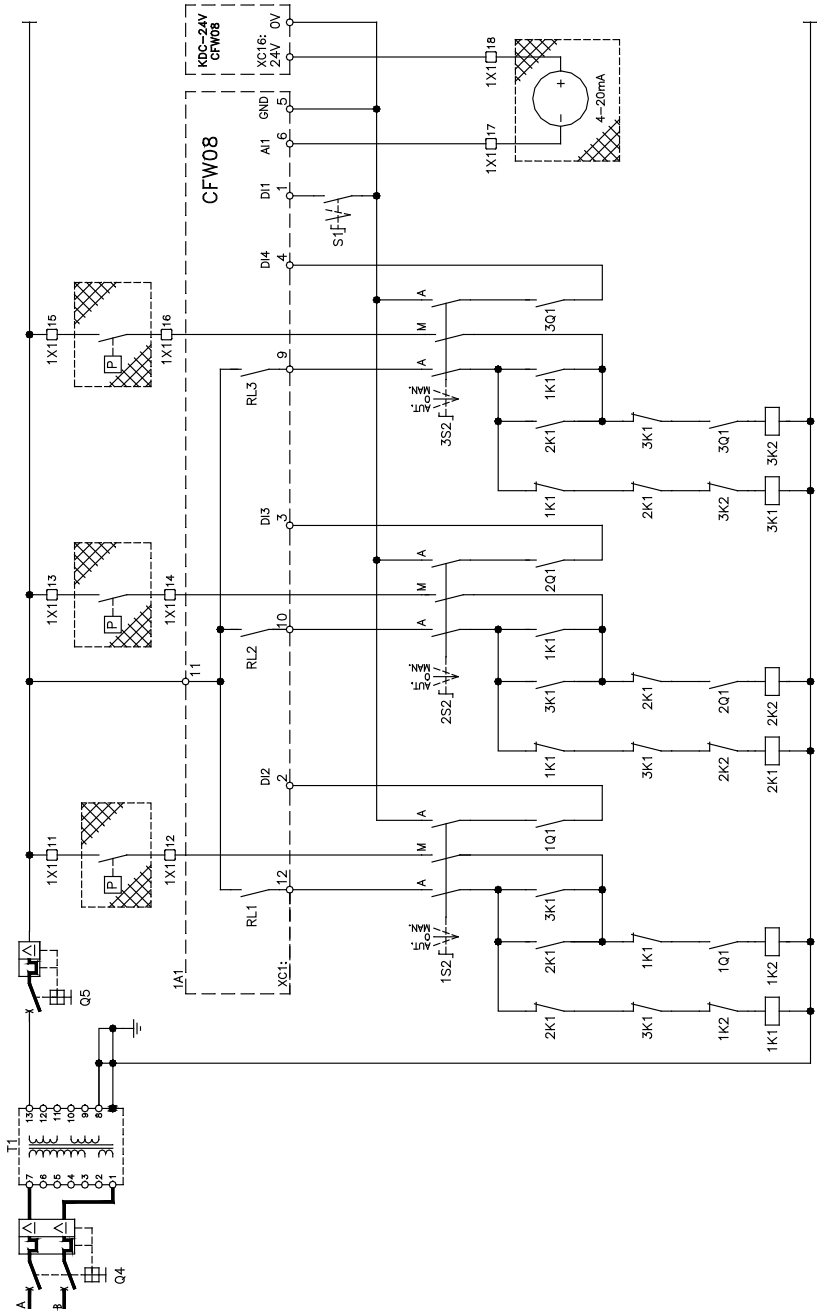 A
B
Q4
T1
7
6
5
4
3
2
1
13
12
11
10
9
8
Q5
1X1 11
P
1X1 12
1X1 13
P
1X1 14
1X1 15
P
1X1 16
1A1
XC1:
CFW08
11
RL1
12
DI2
2
RL2
10
DI3
3
RL3
9
DI4
4
DI1
1
AI1
6
GND
5
KDC-24V
CFW08
XC16:
24V
0V
S1
1X1 17
1X1 18
- +
4-20mA
1S2
AUT.
0
MAN.
A
M
A
1Q1
2K1
3K1
2K1
3K1
1K1
1K2
1Q1
1K1
1K2
2S2
AUT.
0
MAN.
A
M
A
2Q1
3K1
1K1
1K1
3K1
2K1
2K2
2Q1
2K1
2K2
3S2
AUT.
0
MAN.
A
M
A
3Q1
2K1
1K1
1K1
2K1
3K1
3K2
3Q1
3K1
3K2